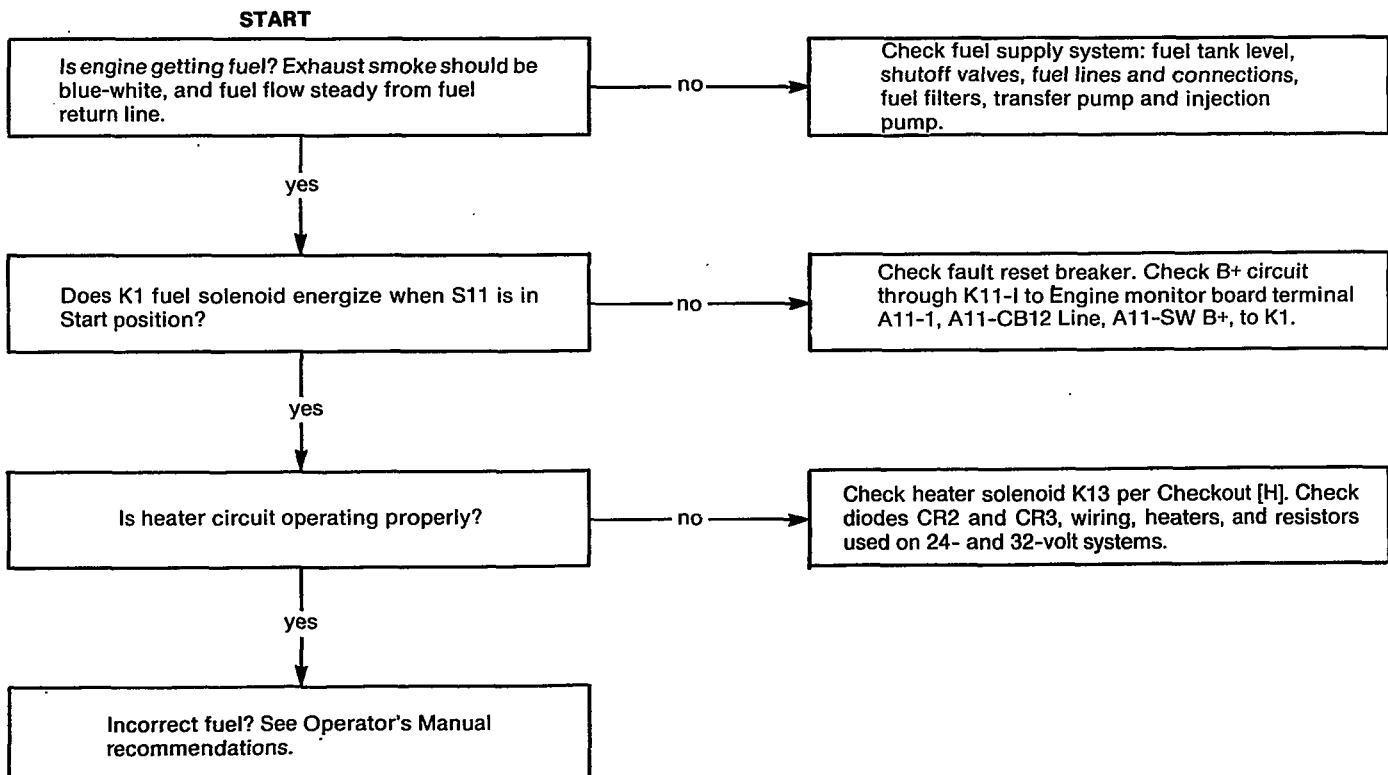 START
Is engine getting fuel? Exhaust smoke should be
blue-white, and fuel flow steady from fuel
return line.
no
Check fuel supply system: fuel tank level,
shutoff valves, fuel lines and connections,
fuel filters, transfer pump and injection
pump.
yes
Does K1 fuel solenoid energize when S11 is in
Start position?
no
Check fault reset breaker. Check B+ circuit
through K11-I to Engine monitor board terminal
A11-1, A11-CB12 Line, A11-SW B+, to K1.
yes
Is heater circuit operating properly?
no
Check heater solenoid K13 per Checkout [H]. Check
diodes CR2 and CR3, wiring, heaters, and resistors
used on 24- and 32-volt systems.
yes
Incorrect fuel? See Operator's Manual
recommendations.